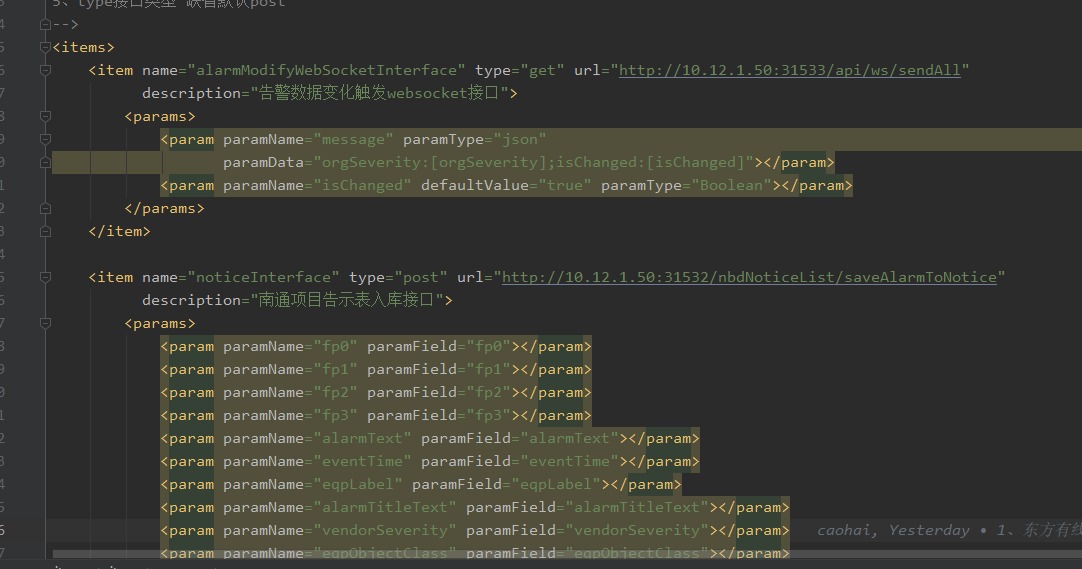 5、type接口类型 缺省默认post
-->
<items>
<item name="alarmModifyWebSocketInterface" type="get" url="http://10.12.1.50:31533/api/ws/sendAll"
description="告警数据变化触发websocket接口">
<params>
<param paramName="message" paramType="json"
paramData="orgSeverity:[orgSeverity];isChanged:[isChanged]"></param>
<param paramName="isChanged" defaultValue="true" paramType="Boolean"></param>
</params>
</item>
<item name="noticeInterface" type="post" url="http://10.12.1.50:31532/nbdNoticeList/saveAlarmToNotice"
description="南通项目告示表入库接口">
<params>
<param paramName="fp0" paramField="fp0"></param>
<param paramName="fp1" paramField="fp1"></param>
<param paramName="fp2" paramField="fp2"></param>
<param paramName="fp3" paramField="fp3"></param>
<param paramName="alarmText" paramField="alarmText"></param>
<param paramName="eventTime" paramField="eventTime"></param>
<param paramName="eqpLabel" paramField="eqpLabel"></param>
<param paramName="alarmTitleText" paramField="alarmTitleText"></param>
<param paramName="vendorSeverity" paramField="vendorSeverity"></param> caohai, Yesterday • 1、东方有线
<param paramName="eqpObjectClass" paramField="eqpObjectClass"></param>